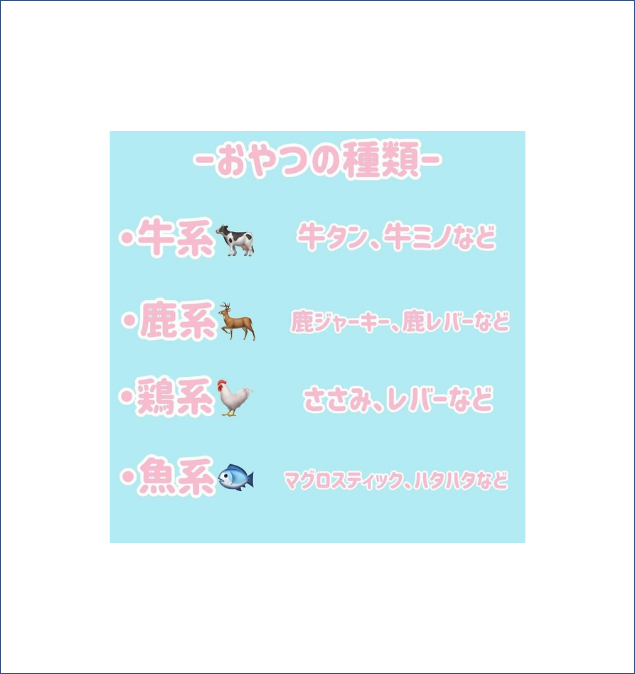 -おやつの種類-
・牛系🐄 牛タン、牛ミノなど
・鹿系🦌 鹿ジャーキー、鹿レバーなど
・鶏系🐓 ささみ、レバーなど
・魚系🐟 マグロスティック、ハタハタなど